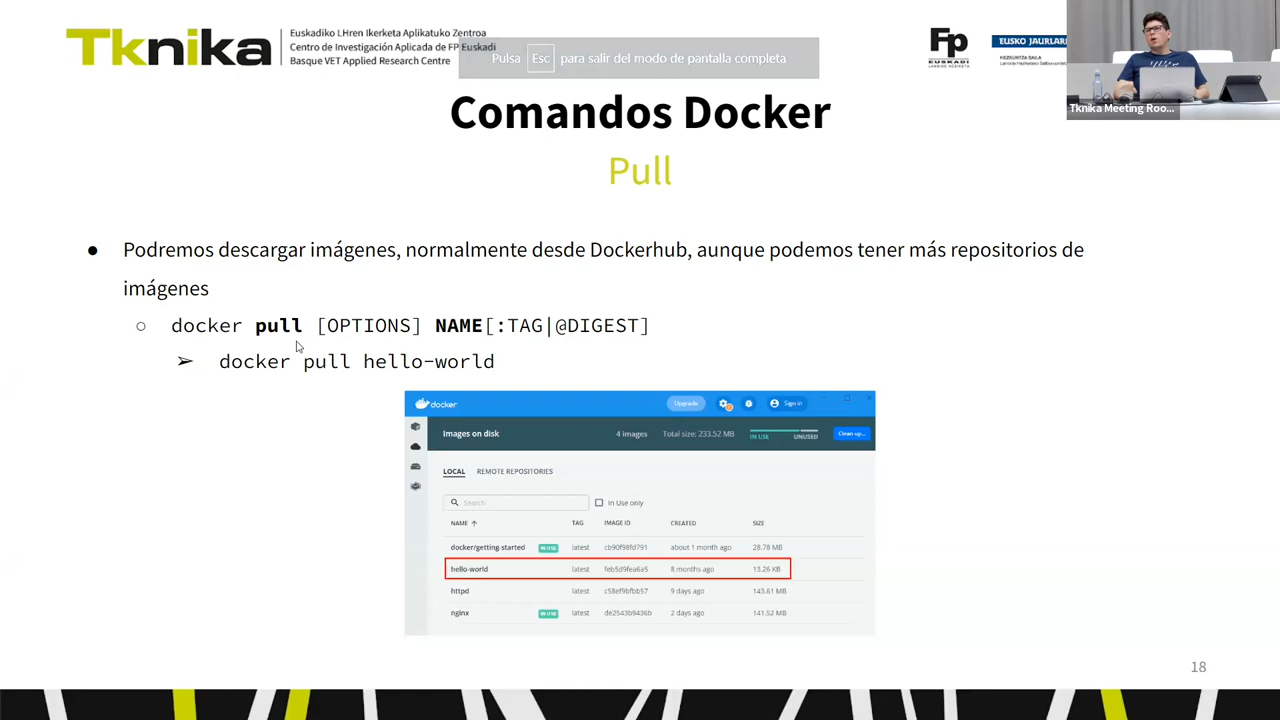 Tknika
Euskadiko LHren Ikerketa Aplikatuko Zentroa
Centro de Investigación Aplicada de FP Euskadi
Basque VET Applied Research Centre
Pulsa Esc para salir del modo de pantalla completa
Fp
EUSKADI
LANBIDE HEZIKETA
EUSKO JAURLARI
HEZKUNTZA SAILA
Tknika Meeting Roo...
Comandos Docker
Pull
● Podremos descargar imágenes, normalmente desde Dockerhub, aunque podemos tener más repositorios de
imágenes
○ docker pull [OPTIONS] NAME[:TAG|@DIGEST]
➢ docker pull hello-world
docker
Upgrade
Sign in
Images on disk
4 images
Total size: 233.52 MB
IN USE UNUSED
Clean up...
LOCAL REMOTE REPOSITORIES
Search
In Use only
NAME ↑ TAG IMAGE ID CREATED SIZE
docker/getting-started IN USE latest cb90f98fd791 about 1 month ago 28.78 MB
hello-world latest feb5d9fea6a5 8 months ago 13.26 KB
httpd latest c58ef9bfbb57 9 days ago 143.61 MB
nginx IN USE latest de2543b9436b 2 days ago 141.52 MB
18